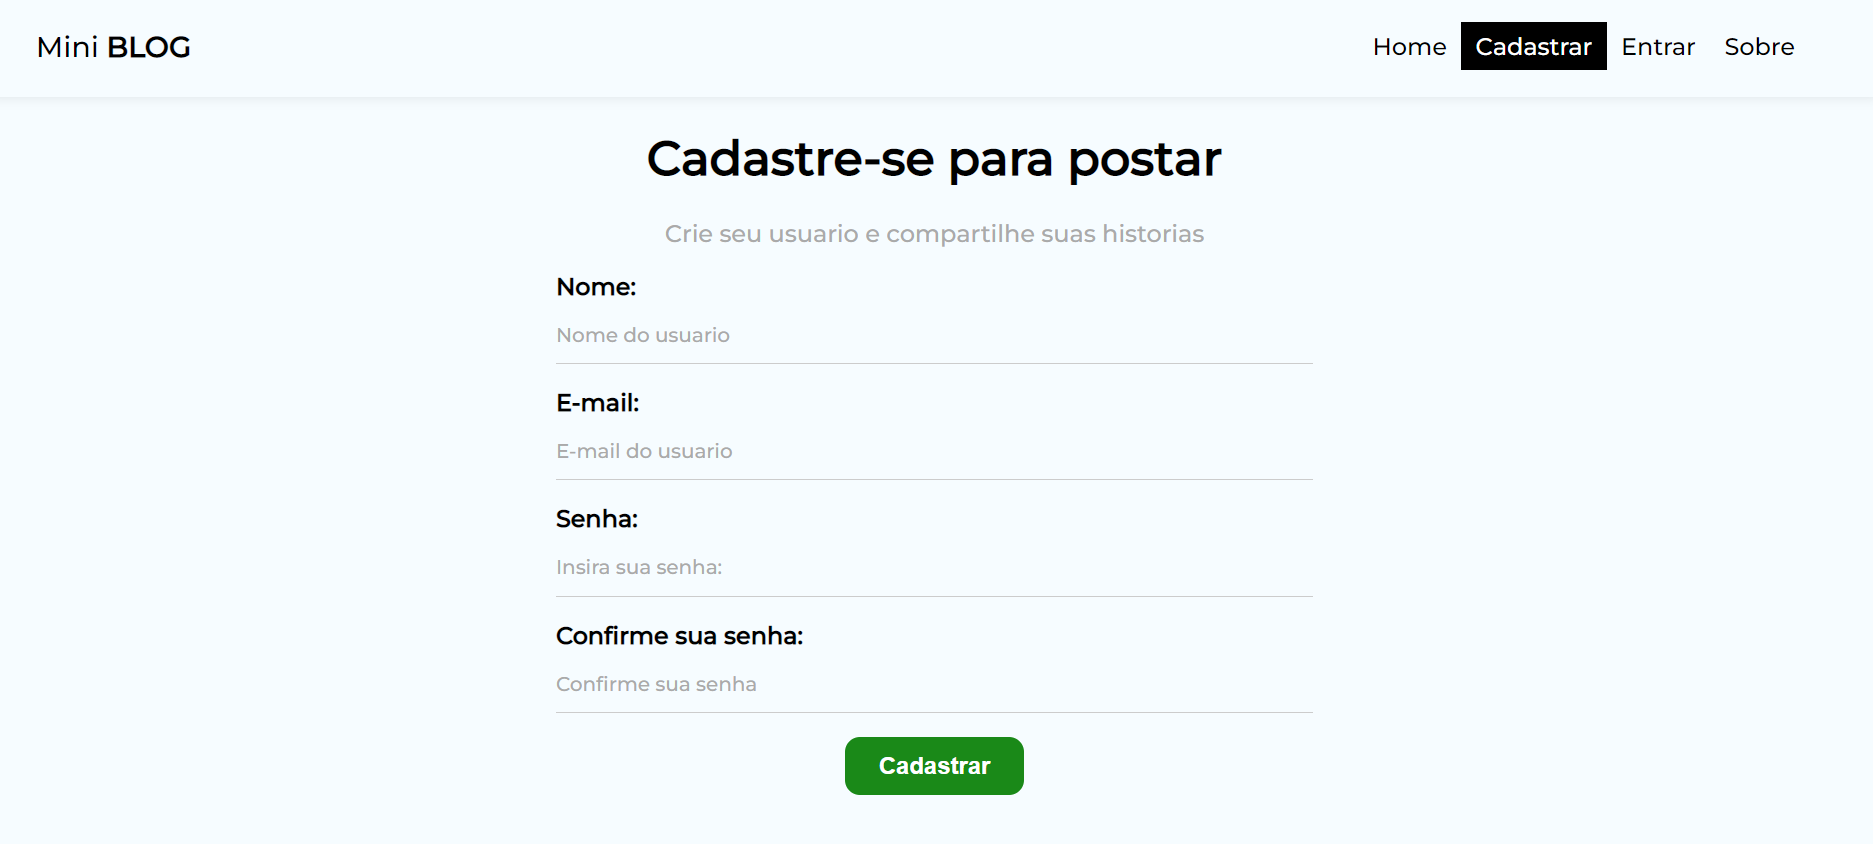 Mini BLOG
Home Cadastrar Entrar Sobre
Cadastre-se para postar
Crie seu usuario e compartilhe suas historias
Nome:
Nome do usuario
E-mail:
E-mail do usuario
Senha:
Insira sua senha:
Confirme sua senha:
Confirme sua senha
Cadastrar